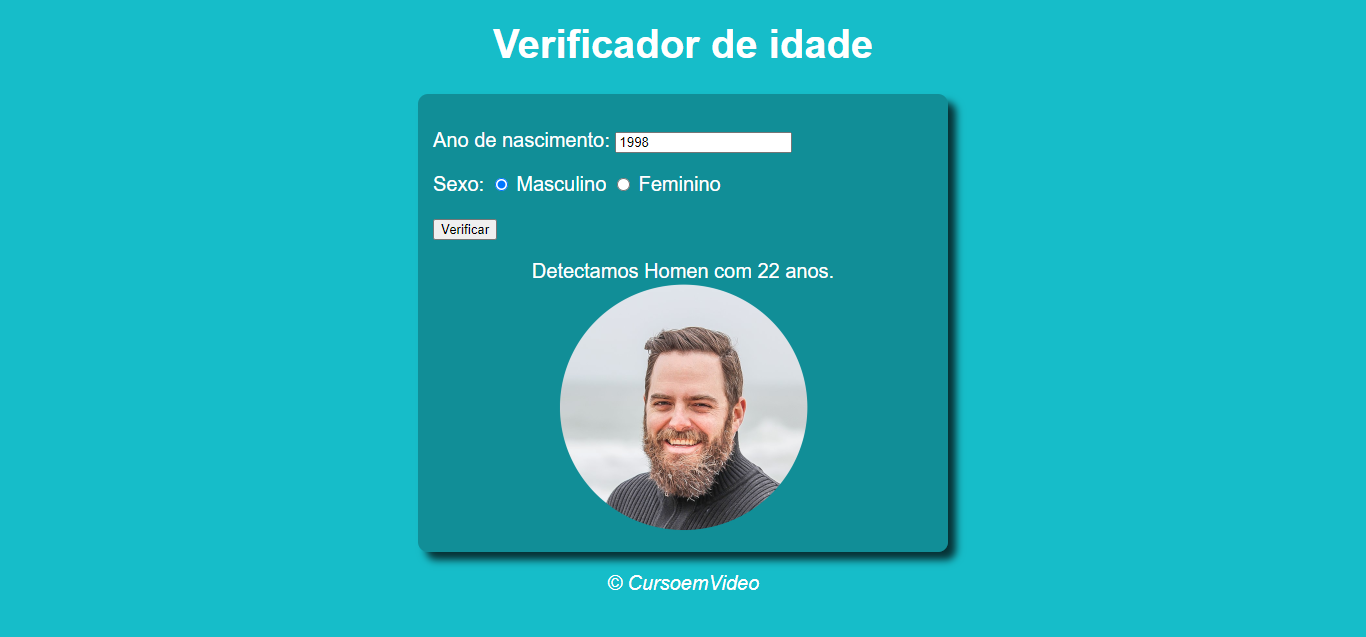 Verificador de idade
Ano de nascimento: 1998
Sexo: Masculino Feminino
Verificar
Detectamos Homen com 22 anos.
© CursoemVideo